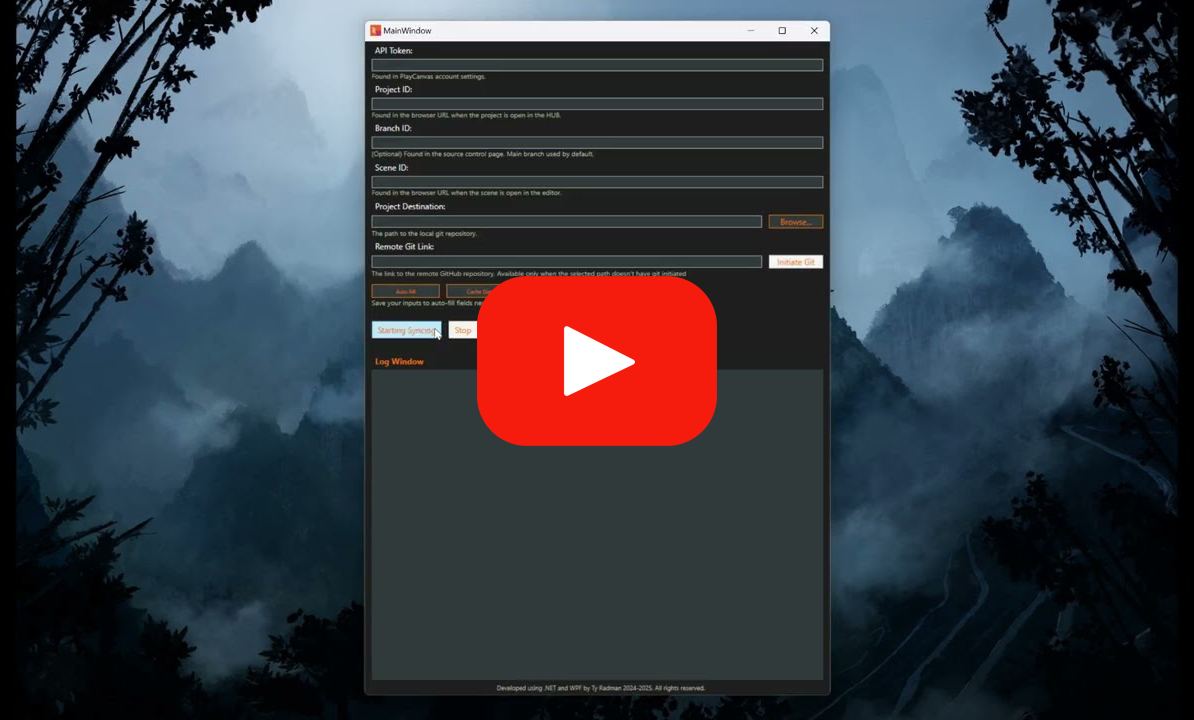 MainWindow
API Token:
Found in PlayCanvas account settings.
Project ID:
Found in the browser URL when the project is open in the HUB.
Branch ID:
(Optional) Found in the source control page. Main branch used by default.
Scene ID:
Found in the browser URL when the scene is open in the editor.
Project Destination:
Browse...
The path to the local git repository.
Remote Git Link:
Initiate Git
The link to the remote GitHub repository. Available only when the selected path doesn't have git initiated
Auto Fill Cache
Save your inputs to auto-fill fields
Starting Syncing Stop
Log Window
Developed using .NET and WPF by Ty Radman 2024-2025. All rights reserved.